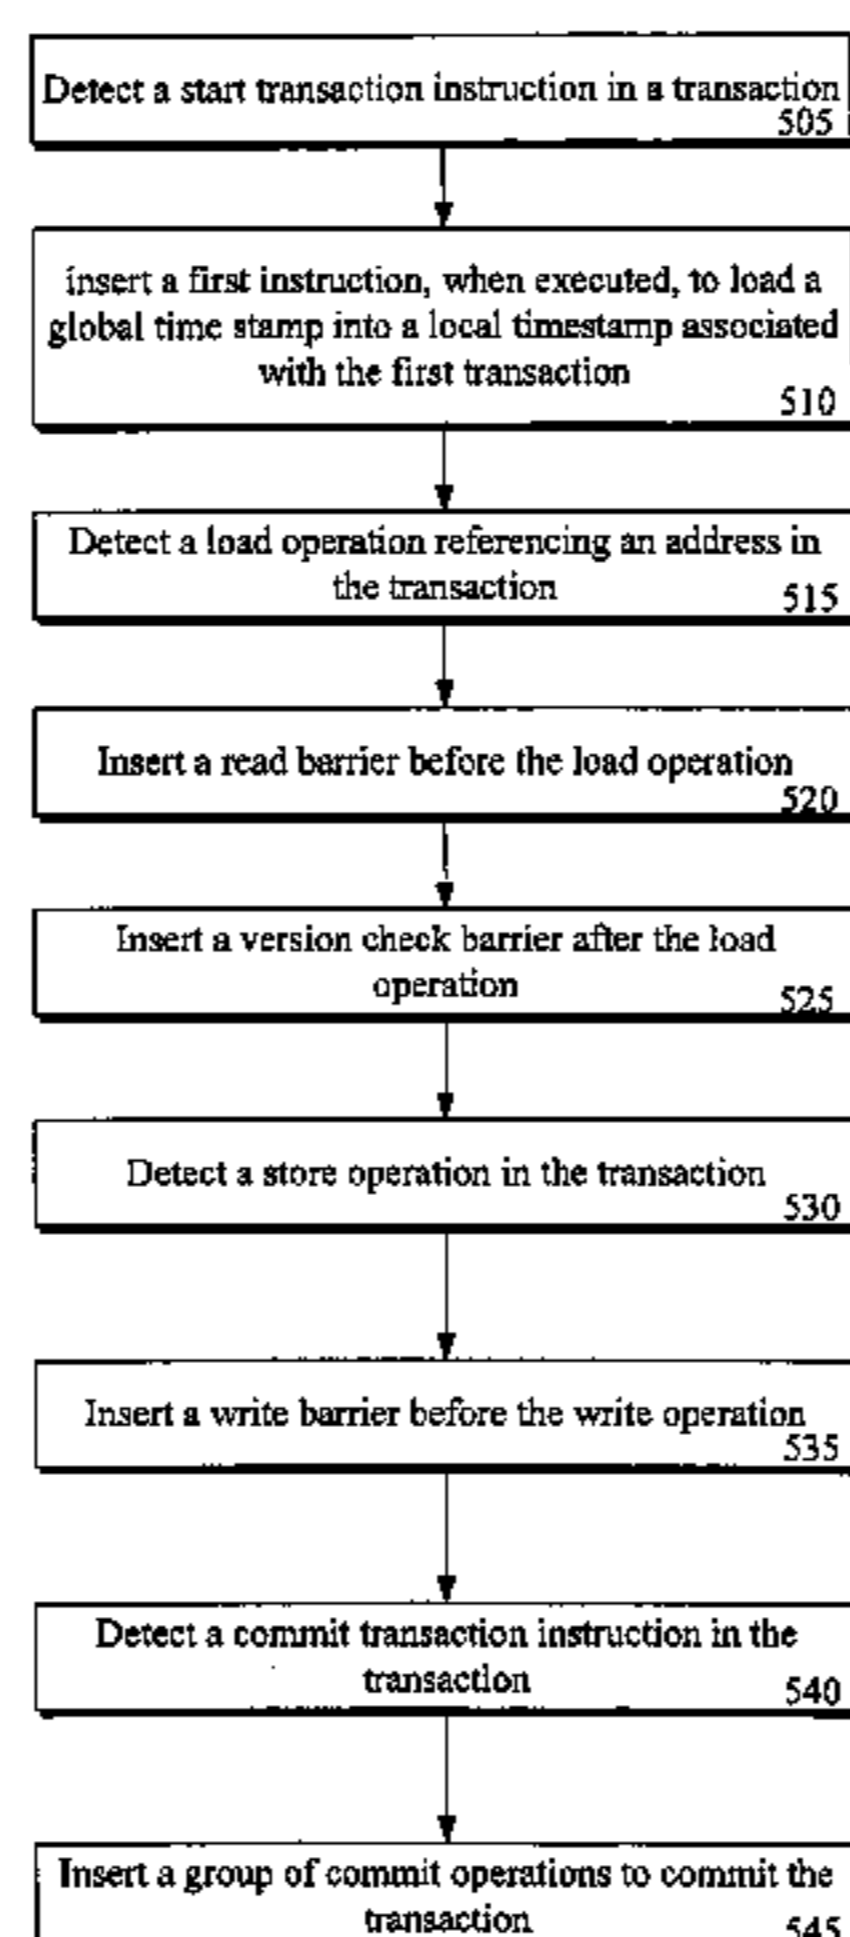 Detect a start transaction instruction in a transaction
505
insert a first instruction, when executed, to load a
global time stamp into a local timestamp associated
with the first transaction
510
Detect a load operation referencing an address in
the transaction
515
Insert a read barrier before the load operation
520
Insert a version check barrier after the load
operation
525
Detect a store operation in the transaction
530
Insert a write barrier before the write operation
535
Detect a commit transaction instruction in the
transaction
540
Insert a group of commit operations to commit the
transaction
545